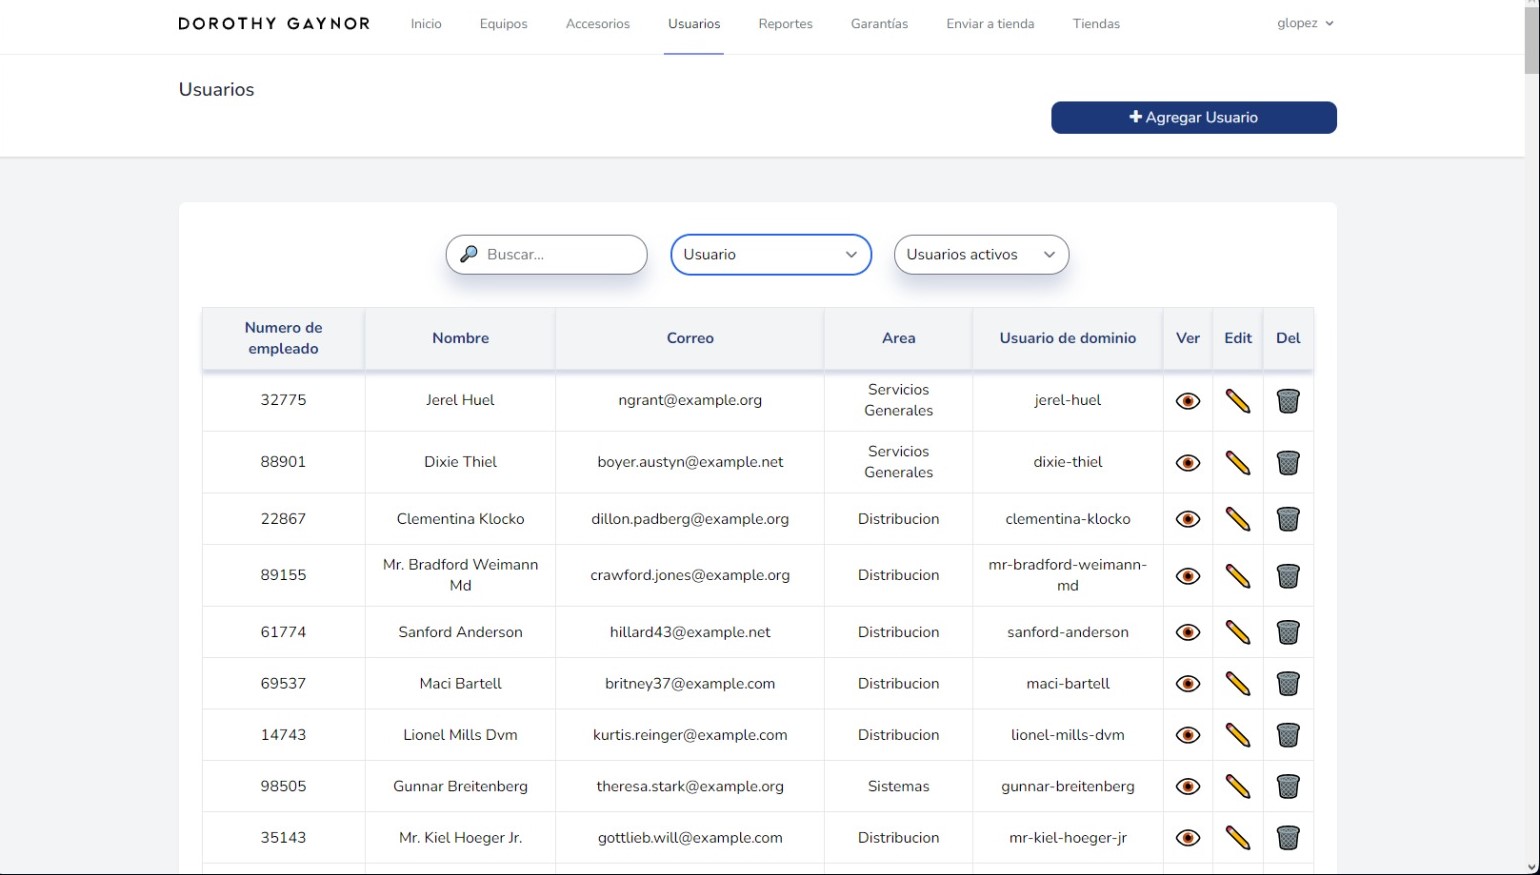 DOROTHY GAYNOR Inicio Equipos Accesorios Usuarios Reportes Garantías Enviar a tienda Tiendas glopez
Usuarios
Agregar Usuario
Buscar... Usuario Usuarios activos
Numero de
empleado
Nombre Correo Area Usuario de dominio Ver Edit Del
32775 Jerel Huel ngrant@example.org Servicios
Generales
jerel-huel
88901 Dixie Thiel boyer.austyn@example.net Servicios
Generales
dixie-thiel
22867 Clementina Klocko dillon.padberg@example.org Distribucion clementina-klocko
89155 Mr. Bradford Weimann
Md
crawford.jones@example.org Distribucion mr-bradford-weimann-
md
61774 Sanford Anderson hillard43@example.net Distribucion sanford-anderson
69537 Maci Bartell britney37@example.com Distribucion maci-bartell
14743 Lionel Mills Dvm kurtis.reinger@example.com Distribucion lionel-mills-dvm
98505 Gunnar Breitenberg theresa.stark@example.org Sistemas gunnar-breitenberg
35143 Mr. Kiel Hoeger Jr. gottlieb.will@example.com Distribucion mr-kiel-hoeger-jr